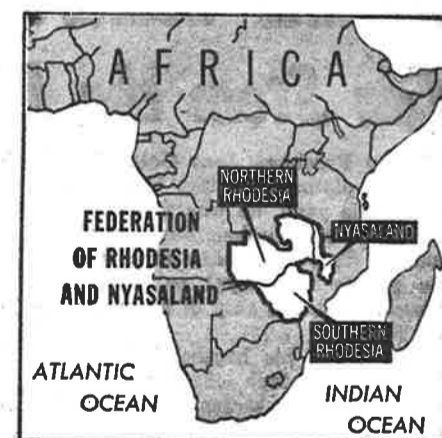 AFRICA
NORTHERN
RHODESIA
FEDERATION
OF RHODESIA
AND NYASALAND
NYASALAND
SOUTHERN
RHODESIA
ATLANTIC
OCEAN
INDIAN
OCEAN